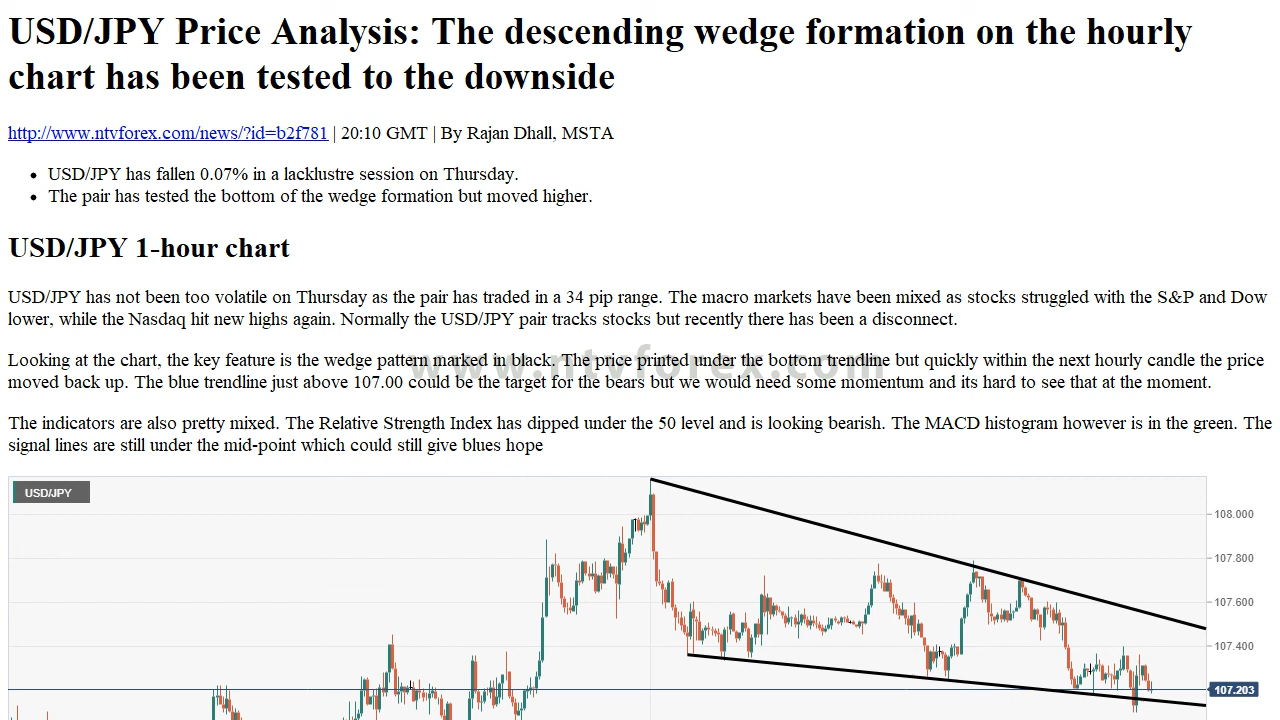 USD/JPY Price Analysis: The descending wedge formation on the hourly
chart has been tested to the downside
http://www.ntvforex.com/news/?id=b2f781 | 20:10 GMT | By Rajan Dhall, MSTA
• USD/JPY has fallen 0.07% in a lacklustre session on Thursday.
• The pair has tested the bottom of the wedge formation but moved higher.
USD/JPY 1-hour chart
USD/JPY has not been too volatile on Thursday as the pair has traded in a 34 pip range. The macro markets have been mixed as stocks struggled with the S&P and Dow
lower, while the Nasdaq hit new highs again. Normally the USD/JPY pair tracks stocks but recently there has been a disconnect.
Looking at the chart, the key feature is the wedge pattern marked in black. The price printed under the bottom trendline but quickly within the next hourly candle the price
moved back up. The blue trendline just above 107.00 could be the target for the bears but we would need some momentum and its hard to see that at the moment.
www.ntvforex.com
The indicators are also pretty mixed. The Relative Strength Index has dipped under the 50 level and is looking bearish. The MACD histogram however is in the green. The
signal lines are still under the mid-point which could still give blues hope
USD/JPY
108.000
107.800
107.600
107.400
107.203